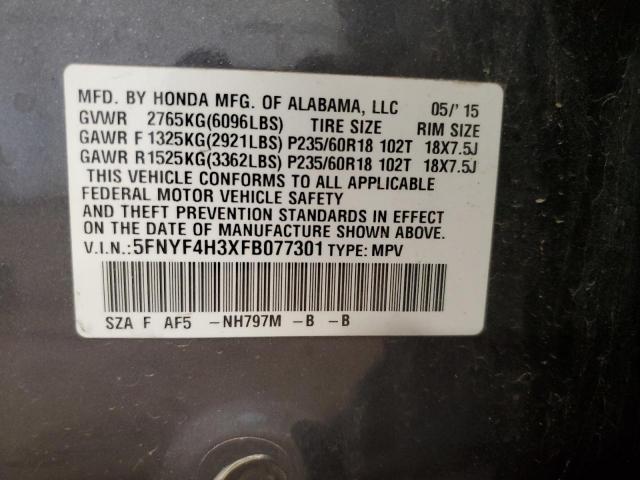 MFD. BY HONDA MFG. OF ALABAMA, LLC 05/'15
GVWR 2765KG(6096LBS) TIRE SIZE RIM SIZE
GAWR F 1325KG(2921LBS) P235/60R18 102T 18X7.5J
GAWR R 1525KG(3362LBS) P235/60R18 102T 18X7.5J
THIS VEHICLE CONFORMS TO ALL APPLICABLE
FEDERAL MOTOR VEHICLE SAFETY
AND THEFT PREVENTION STANDARDS IN EFFECT
ON THE DATE OF MANUFACTURE SHOWN ABOVE.
V.I.N.: 5FNYF4H3XFB077301 TYPE: MPV
SZA F AF5 -NH797M -B -B